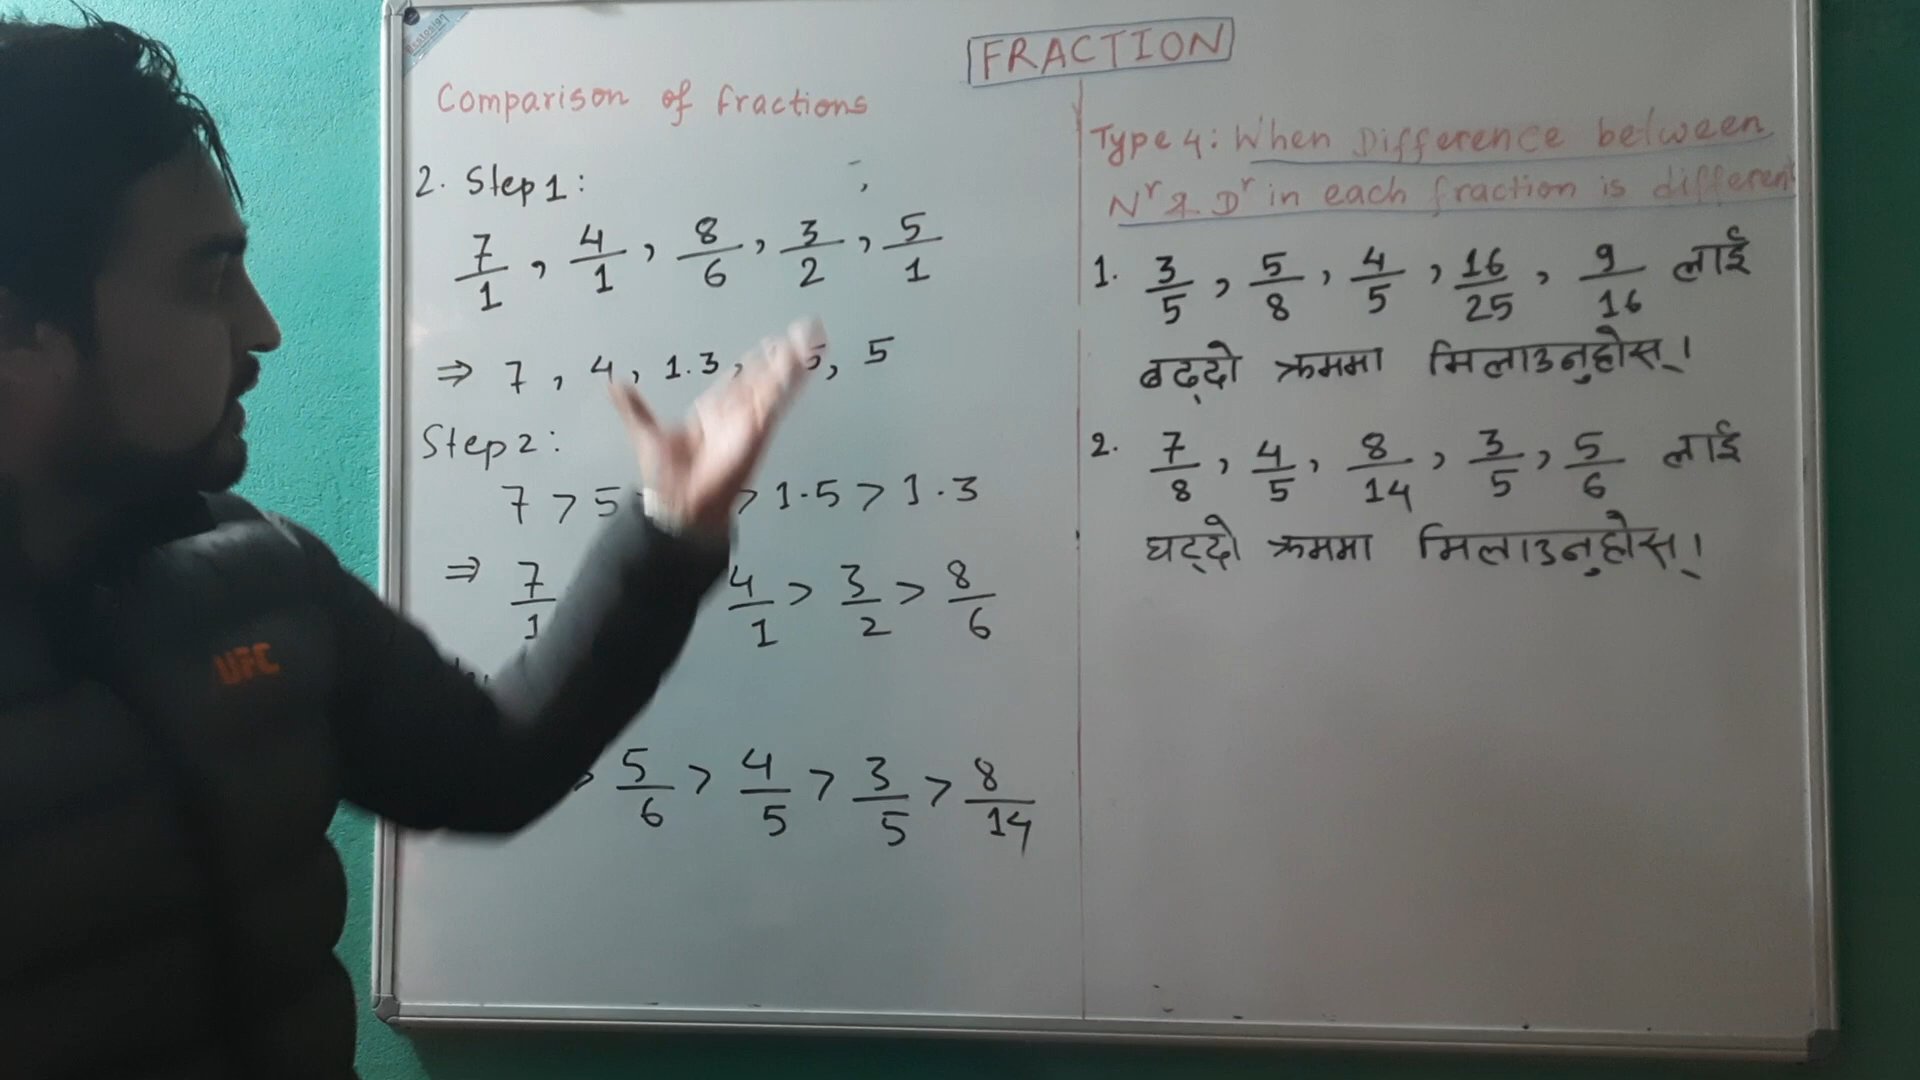 FRACTION
Comparison of fractions
2. Step 1:
7/1, 4/1, 8/6, 3/2, 5/1
⇒ 7, 4, 1.3, 5, 5
Step 2:
7 > 5 > 1.5 > 1.3
⇒ 7/1 4/1 > 3/2 > 8/6
> 5/6 > 4/5 > 3/5 > 8/14
Type 4: When Difference between
Nʳ & Dʳ in each fraction is different
1. 3/5, 5/8, 4/5, 16/25, 9/16 लाई
बढ्दो क्रममा मिलाउनुहोस्।
2. 7/8, 4/5, 8/14, 3/5, 5/6 लाई
घट्दो क्रममा मिलाउनुहोस्।
UFC